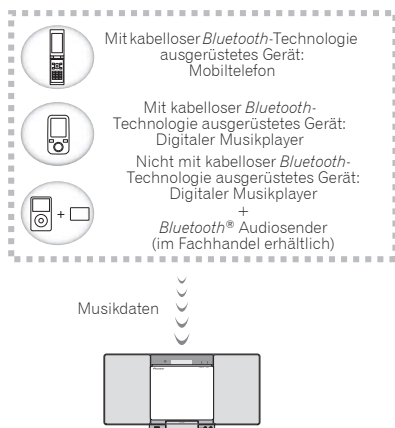 Mit kabelloser Bluetooth-Technologie
ausgerüstetes Gerät:
Mobiltelefon
Mit kabelloser Bluetooth-
Technologie ausgerüstetes Gerät:
Digitaler Musikplayer
Nicht mit kabelloser Bluetooth-
Technologie ausgerüstetes Gerät:
Digitaler Musikplayer
+
+
Bluetooth® Audiosender
(im Fachhandel erhältlich)
Musikdaten